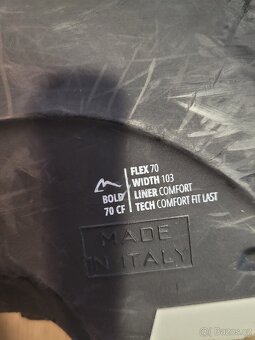 FLEX 70
WIDTH 103
BOLD LINER COMFORT
70 CF TECH COMFORT FIT LAST
MADE
IN ITALY